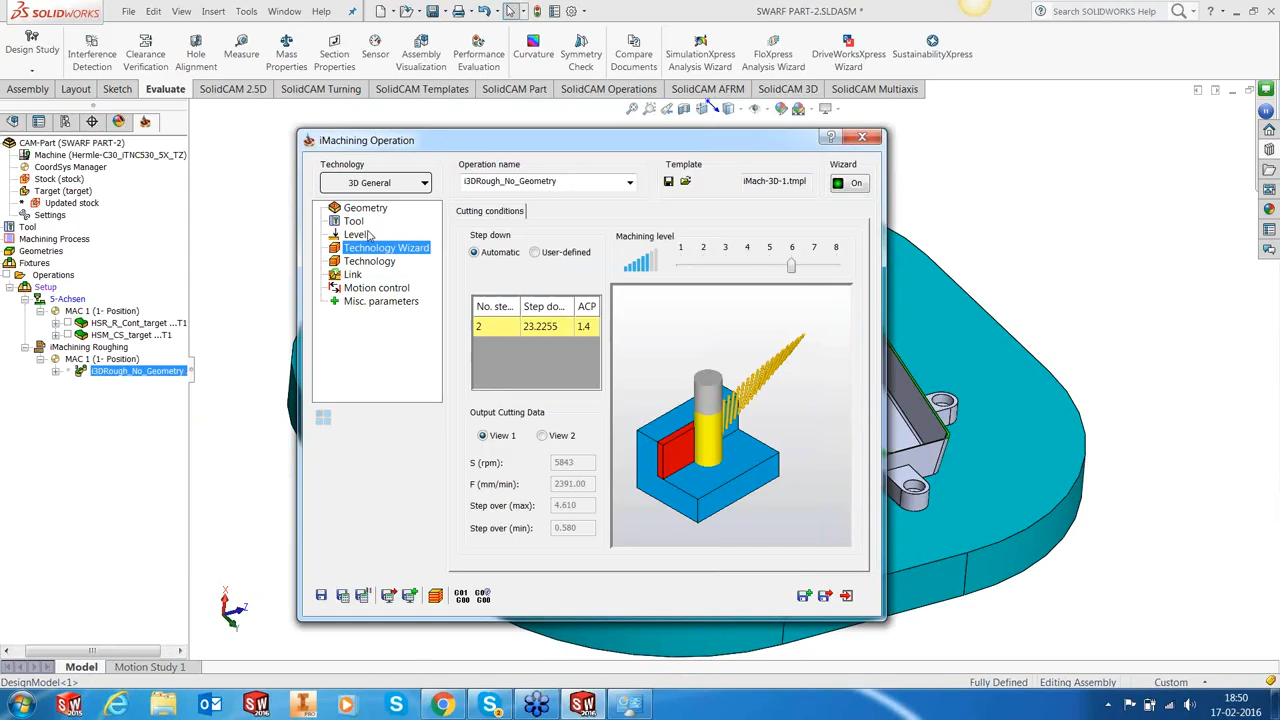 SOLIDWORKS File Edit View Insert Tools Window Help SWARF PART-2.SLDASM * Search SOLIDWORKS Help
Design Study
Interference Detection
Clearance Verification
Hole Alignment
Measure
Mass Properties
Section Properties
Sensor
Assembly Visualization
Performance Evaluation
Curvature
Symmetry Check
Compare Documents
SimulationXpress Analysis Wizard
FloXpress Analysis Wizard
DriveWorksXpress Wizard
SustainabilityXpress
Assembly Layout Sketch Evaluate SolidCAM 2.5D SolidCAM Turning SolidCAM Templates SolidCAM Part SolidCAM Operations SolidCAM AFRM SolidCAM 3D SolidCAM Multiaxis
CAM-Part (SWARF PART-2)
Machine (Hermle-C30_iTNC530_5X_TZ)
CoordSys Manager
Stock (stock)
Target (target)
* Updated stock
Settings
Tool
Machining Process
Geometries
Fixtures
Operations
Setup
5-Achsen
MAC 1 (1- Position)
HSR_R_Cont_target ...T1
HSM_CS_target ...T1
iMachining Roughing
MAC 1 (1- Position)
i3DRough_No_Geometry
iMachining Operation
Technology
3D General
Operation name
i3DRough_No_Geometry
Template
iMach-3D-1.tmpl
Wizard
On
Geometry
Tool
Level
Technology Wizard
Technology
Link
Motion control
Misc. parameters
Cutting conditions
Step down
Automatic User-defined
Machining level
1 2 3 4 5 6 7 8
No. ste... Step do... ACP
2 23.2255 1.4
Output Cutting Data
View 1 View 2
S (rpm) 5843
F (mm/min) 2391.00
Step over (max) 4.610
Step over (min): 0.580
G01 G00
G00
X
Z
Y
Model Motion Study 1
DesignModel<1> Fully Defined Editing Assembly Custom
18:50
17-02-2016